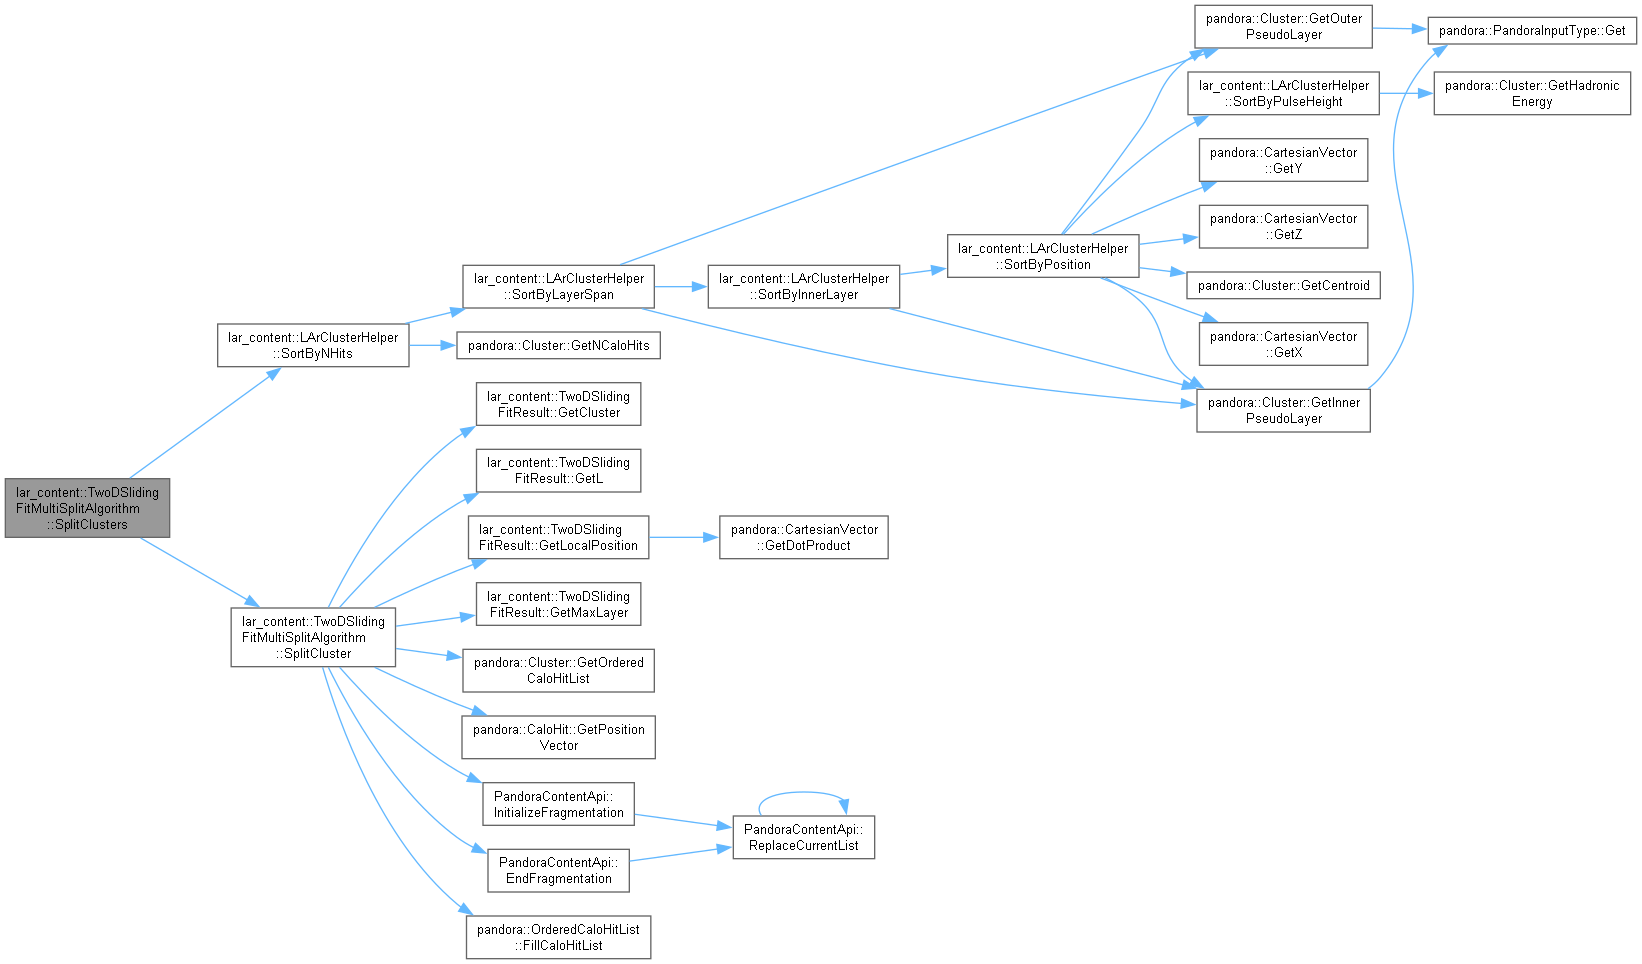 lar_content::TwoDSliding
FitMultiSplitAlgorithm
::SplitClusters
lar_content::LArClusterHelper
::SortByNHits
lar_content::TwoDSliding
FitMultiSplitAlgorithm
::SplitCluster
lar_content::LArClusterHelper
::SortByLayerSpan
pandora::Cluster::GetNCaloHits
lar_content::TwoDSliding
FitResult::GetCluster
lar_content::TwoDSliding
FitResult::GetL
lar_content::TwoDSliding
FitResult::GetLocalPosition
lar_content::TwoDSliding
FitResult::GetMaxLayer
pandora::Cluster::GetOrdered
CaloHitList
pandora::CaloHit::GetPosition
Vector
PandoraContentApi::
InitializeFragmentation
PandoraContentApi::
EndFragmentation
pandora::OrderedCaloHitList
::FillCaloHitList
lar_content::LArClusterHelper
::SortByInnerLayer
pandora::CartesianVector
::GetDotProduct
PandoraContentApi::
ReplaceCurrentList
lar_content::LArClusterHelper
::SortByPosition
pandora::Cluster::GetOuter
PseudoLayer
lar_content::LArClusterHelper
::SortByPulseHeight
pandora::CartesianVector
::GetY
pandora::CartesianVector
::GetZ
pandora::Cluster::GetCentroid
pandora::CartesianVector
::GetX
pandora::Cluster::GetInner
PseudoLayer
pandora::PandoraInputType::Get
pandora::Cluster::GetHadronic
Energy